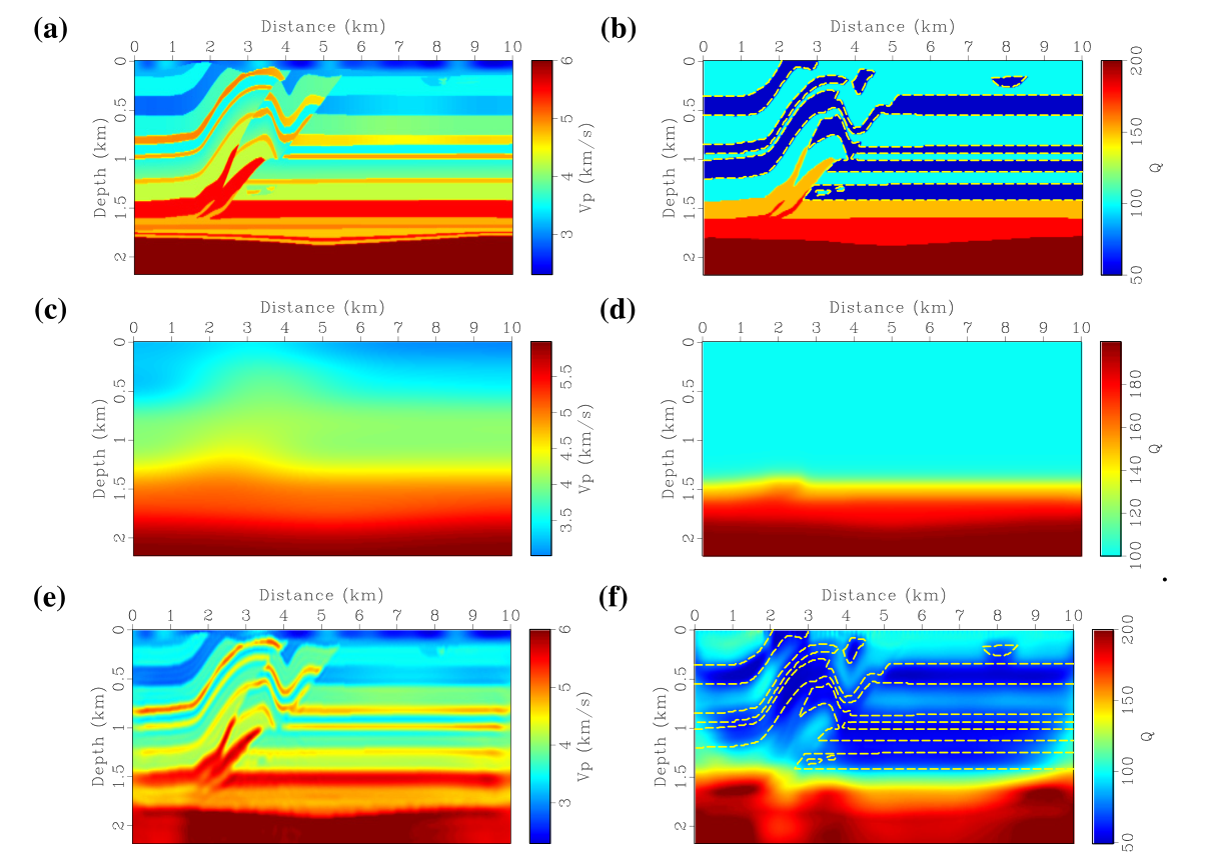 (a)
Distance (km)
0 1 2 3 4 5 6 7 8 9 10
Depth (km)
0 0.5 1 1.5 2
Vp (km/s)
3 4 5 6
(b)
Distance (km)
0 1 2 3 4 5 6 7 8 9 10
Depth (km)
0 0.5 1 1.5 2
Q
50 100 150 200
(c)
Distance (km)
0 1 2 3 4 5 6 7 8 9 10
Depth (km)
0 0.5 1 1.5 2
Vp (km/s)
3.5 4 4.5 5 5.5
(d)
Distance (km)
0 1 2 3 4 5 6 7 8 9 10
Depth (km)
0 0.5 1 1.5 2
Q
100 120 140 160 180
.
(e)
Distance (km)
0 1 2 3 4 5 6 7 8 9 10
Depth (km)
0 0.5 1 1.5 2
Vp (km/s)
3 4 5 6
(f)
Distance (km)
0 1 2 3 4 5 6 7 8 9 10
Depth (km)
0 0.5 1 1.5 2
Q
50 100 150 200